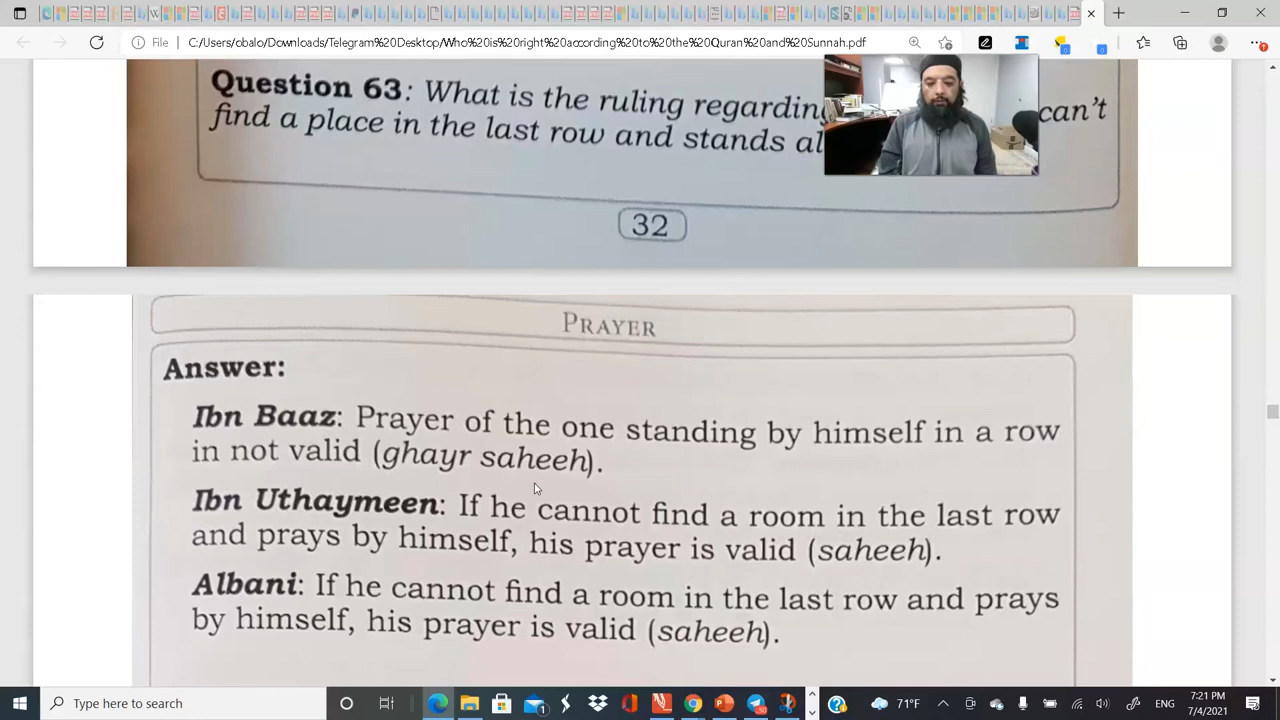 File
C:/Users/obalo/Downloads/Telegram%20Desktop/Who%20is%20right%20according%20to%20the%20Quran%20and%20Sunnah.pdf
Question 63: What is the ruling regarding can't
find a place in the last row and stands al
32
PRAYER
Answer:
Ibn Baaz: Prayer of the one standing by himself in a row
in not valid (ghayr saheeh).
Ibn Uthaymeen: If he cannot find a room in the last row
and prays by himself, his prayer is valid (saheeh).
Albani: If he cannot find a room in the last row and prays
by himself, his prayer is valid (saheeh).
Type here to search
71°F
ENG
7:21 PM
7/4/2021